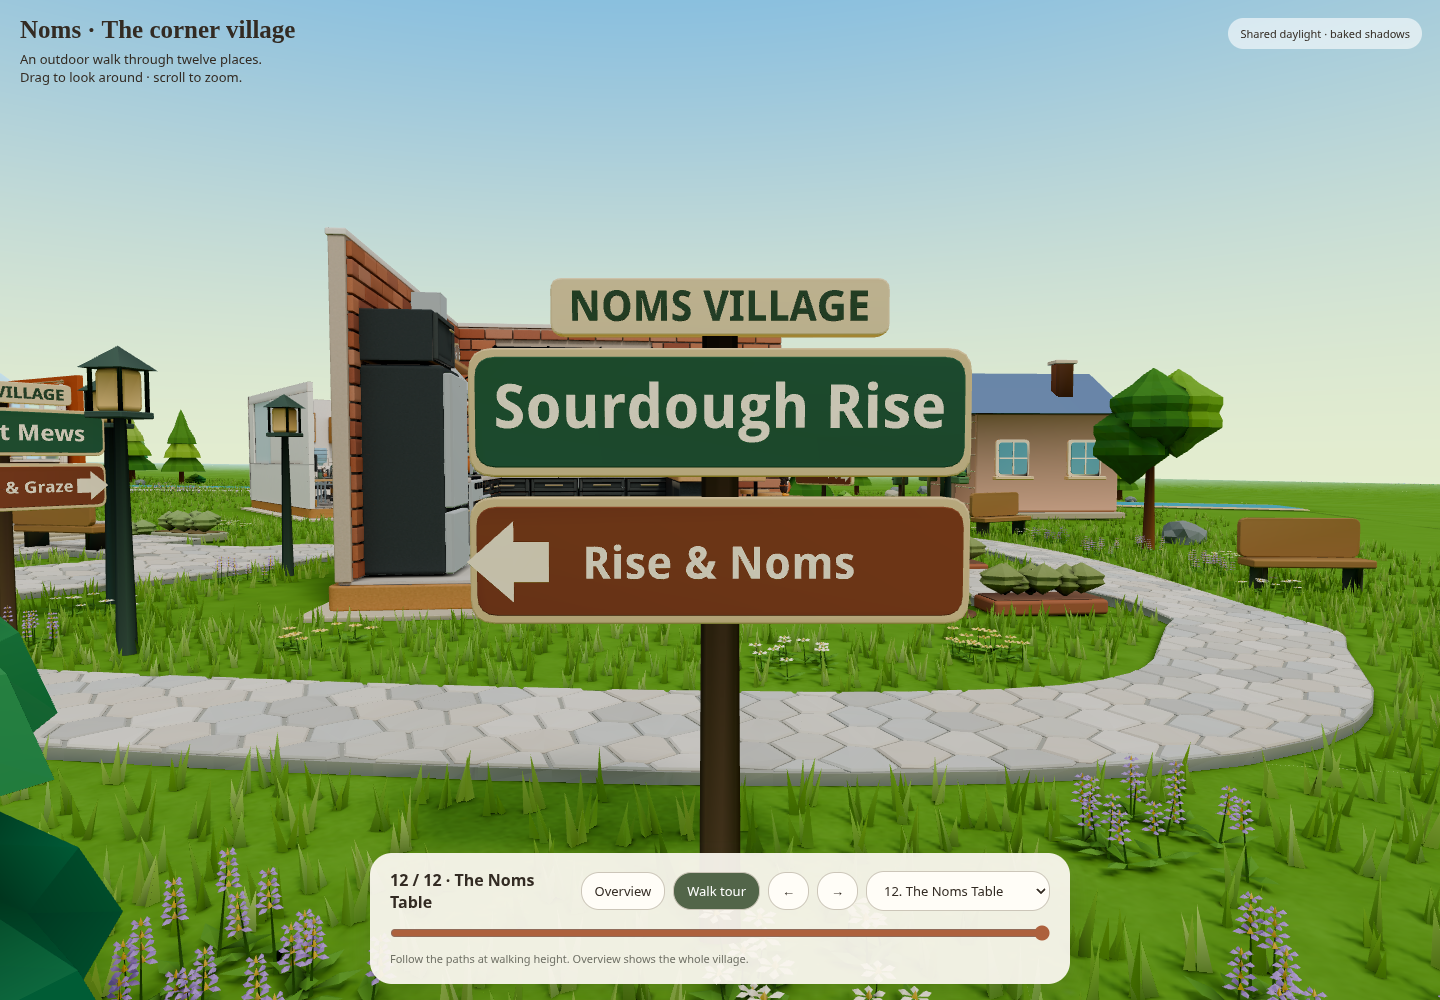 Noms · The corner village
An outdoor walk through twelve places.
Drag to look around · scroll to zoom.
Shared daylight · baked shadows
NOMS VILLAGE
Sourdough Rise
Rise & Noms
VILLAGE
Mews
& Graze
12 / 12 · The Noms
Table
Overview
Walk tour
←
→
12. The Noms Table
Follow the paths at walking height. Overview shows the whole village.